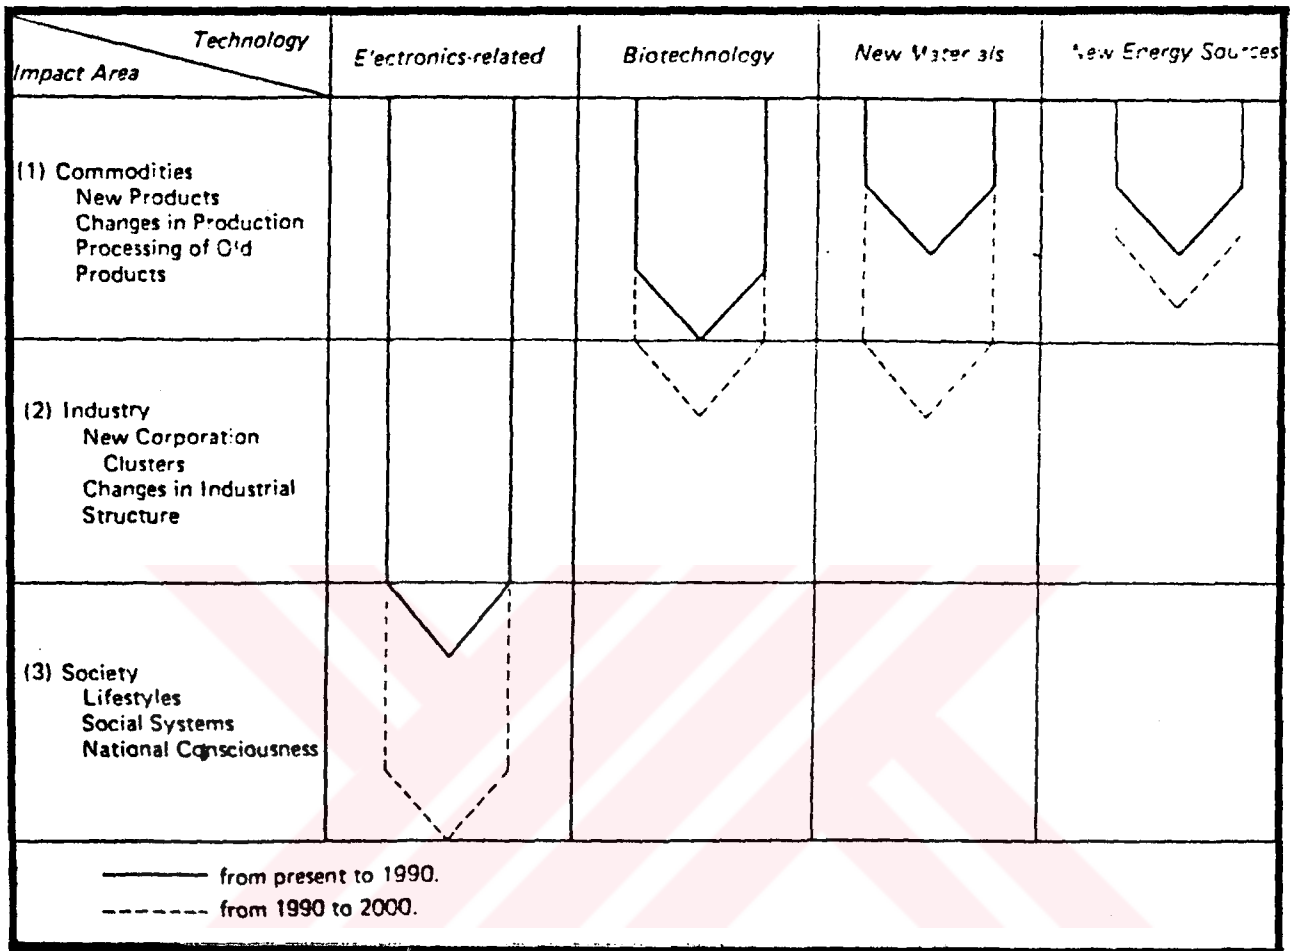 Technology
Impact Area
Electronics-related
Biotechnology
New Materials
New Energy Sources
(1) Commodities
New Products
Changes in Production
Processing of Old
Products
(2) Industry
New Corporation
Clusters
Changes in Industrial
Structure
(3) Society
Lifestyles
Social Systems
National Consciousness
from present to 1990.
from 1990 to 2000.